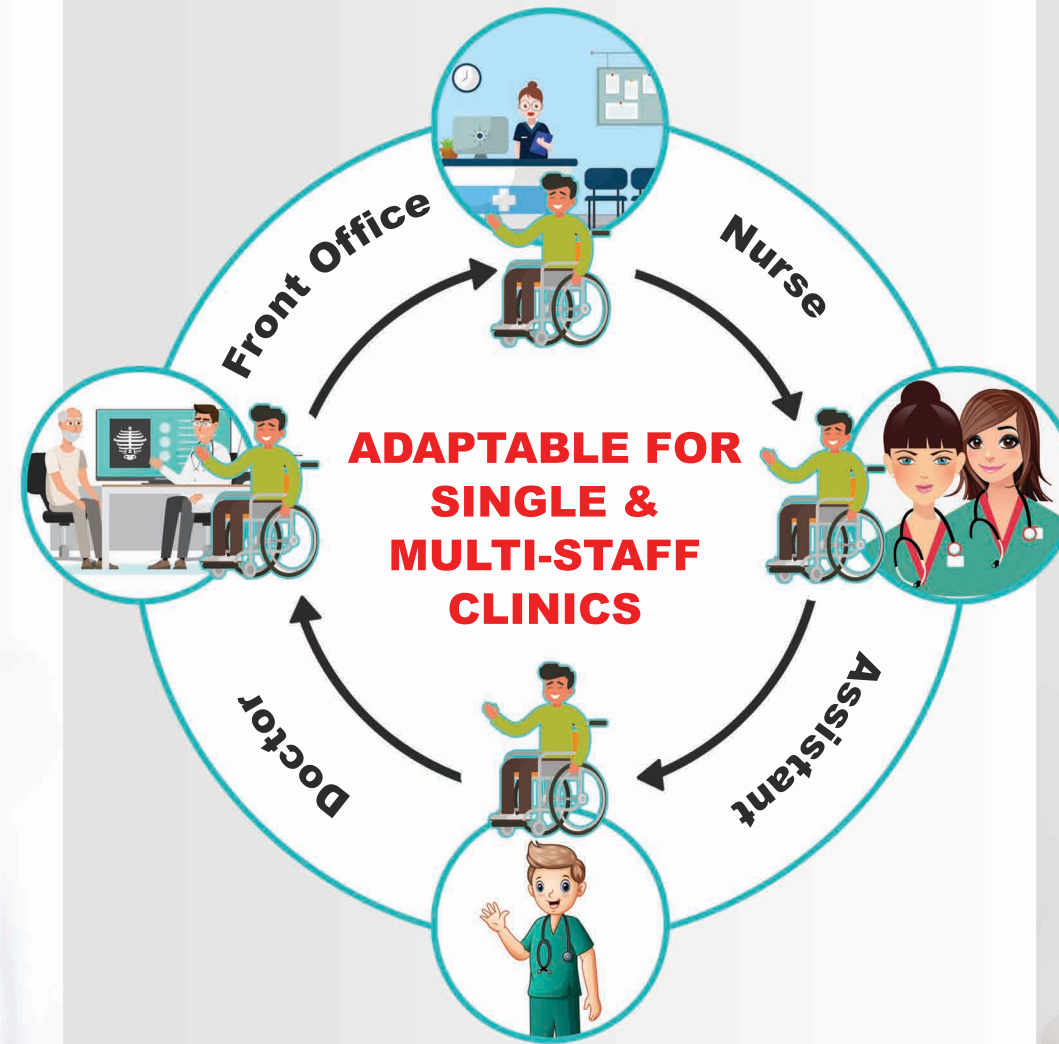 Front Office
Nurse
ADAPTABLE FOR
SINGLE &
MULTI-STAFF
CLINICS
Doctor
Assistant